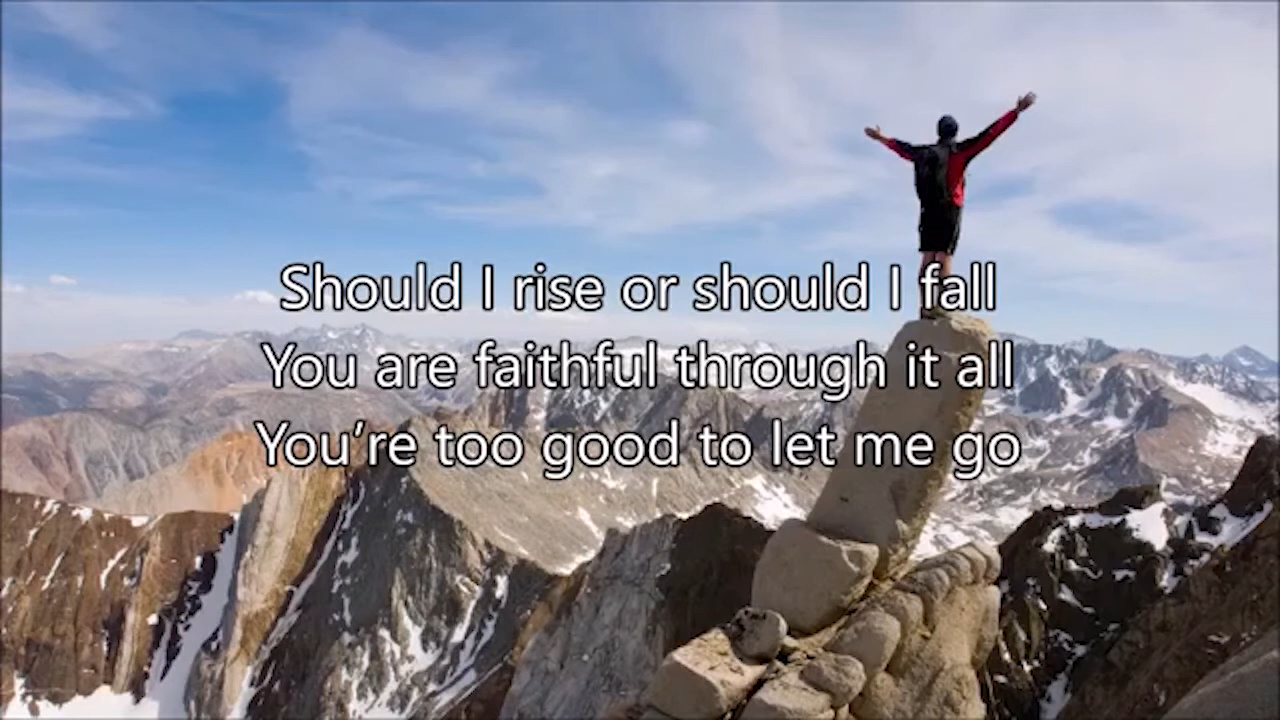 Should I rise or should I fall
You are faithful through it all
You’re too good to let me go